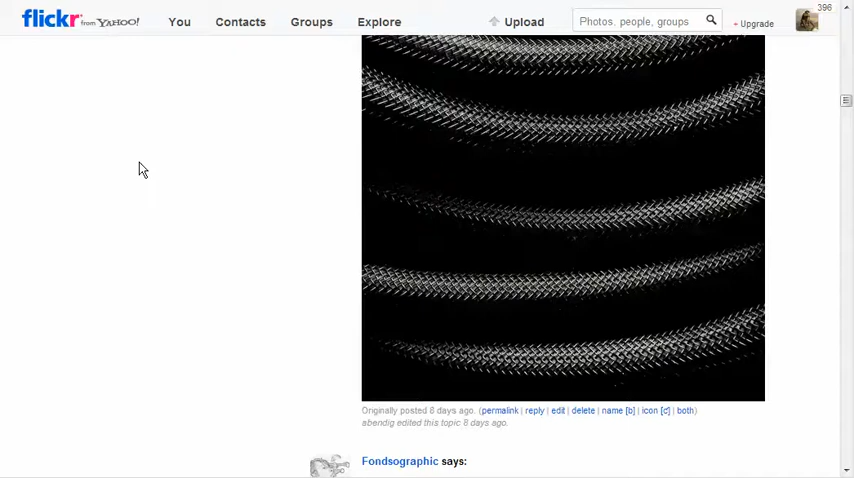 flickr from YAHOO! You Contacts Groups Explore Upload Photos, people, groups + Upgrade 396
Originally posted 8 days ago. (permalink | reply | edit | delete | name [b] | icon [c] | both)
abendig edited this topic 8 days ago.
Fondsographic says: